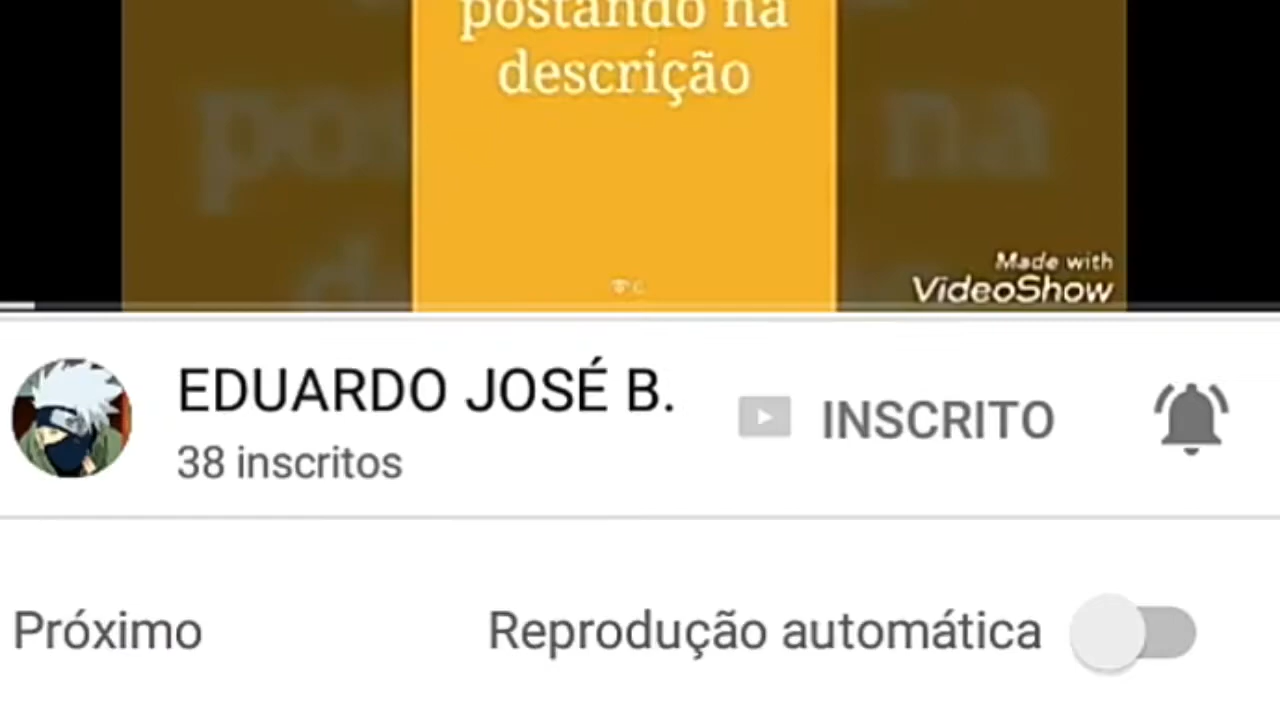 postando na
descrição
Made with
VideoShow
EDUARDO JOSÉ B.
38 inscritos
INSCRITO
Próximo
Reprodução automática